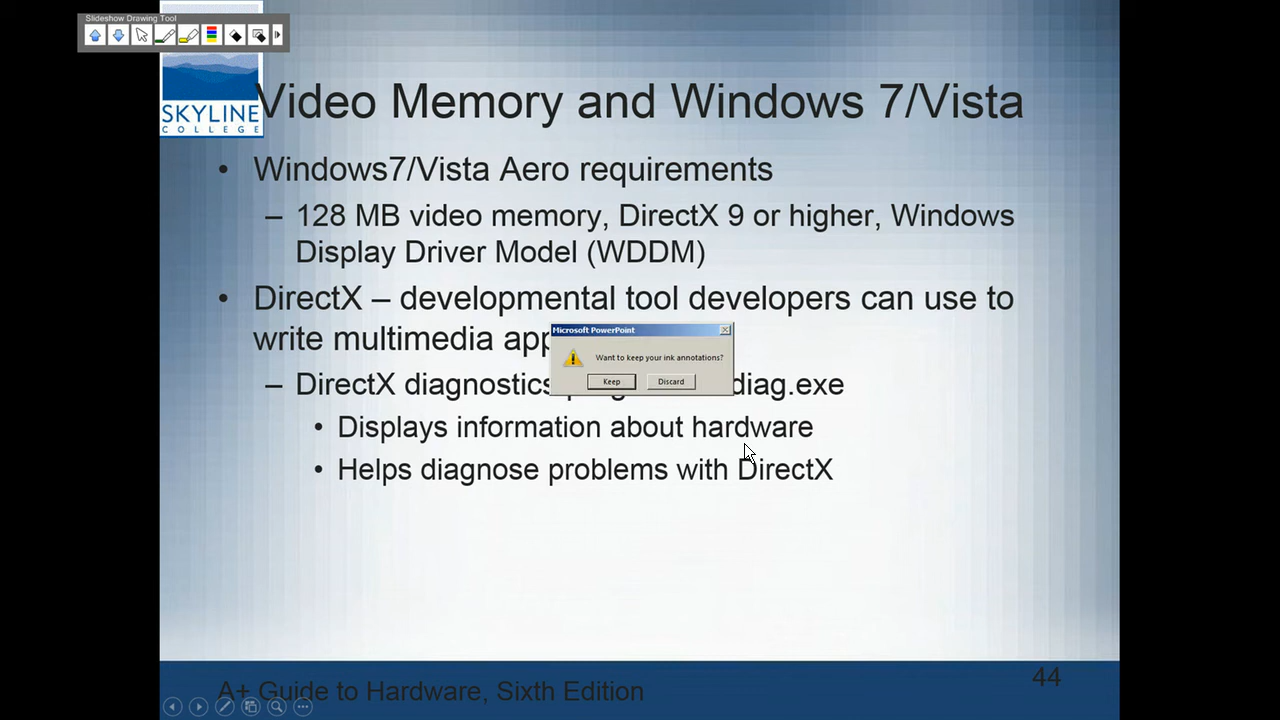 Slideshow Drawing Tool
SKYLINE
COLLEGE
Video Memory and Windows 7/Vista
• Windows7/Vista Aero requirements
– 128 MB video memory, DirectX 9 or higher, Windows
Display Driver Model (WDDM)
• DirectX – developmental tool developers can use to
write multimedia app
Microsoft PowerPoint
Want to keep your ink annotations?
Keep Discard
– DirectX diagnostics diag.exe
• Displays information about hardware
• Helps diagnose problems with DirectX
A+ Guide to Hardware, Sixth Edition
44